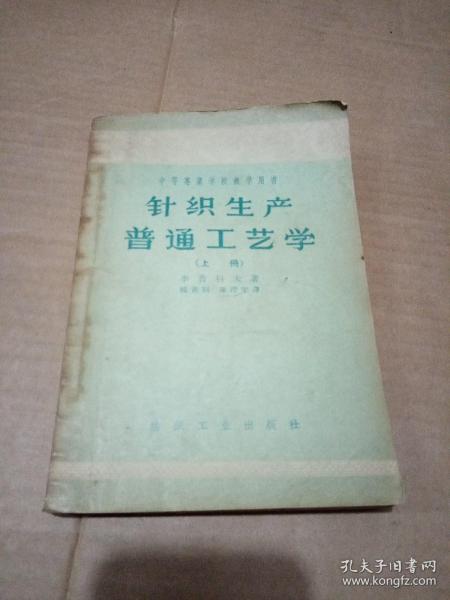 中等专业学校教学用书
针织生产
普通工艺学
(上 冊)
纺织工业出版社
孔夫子旧书网
www.kongfz.com